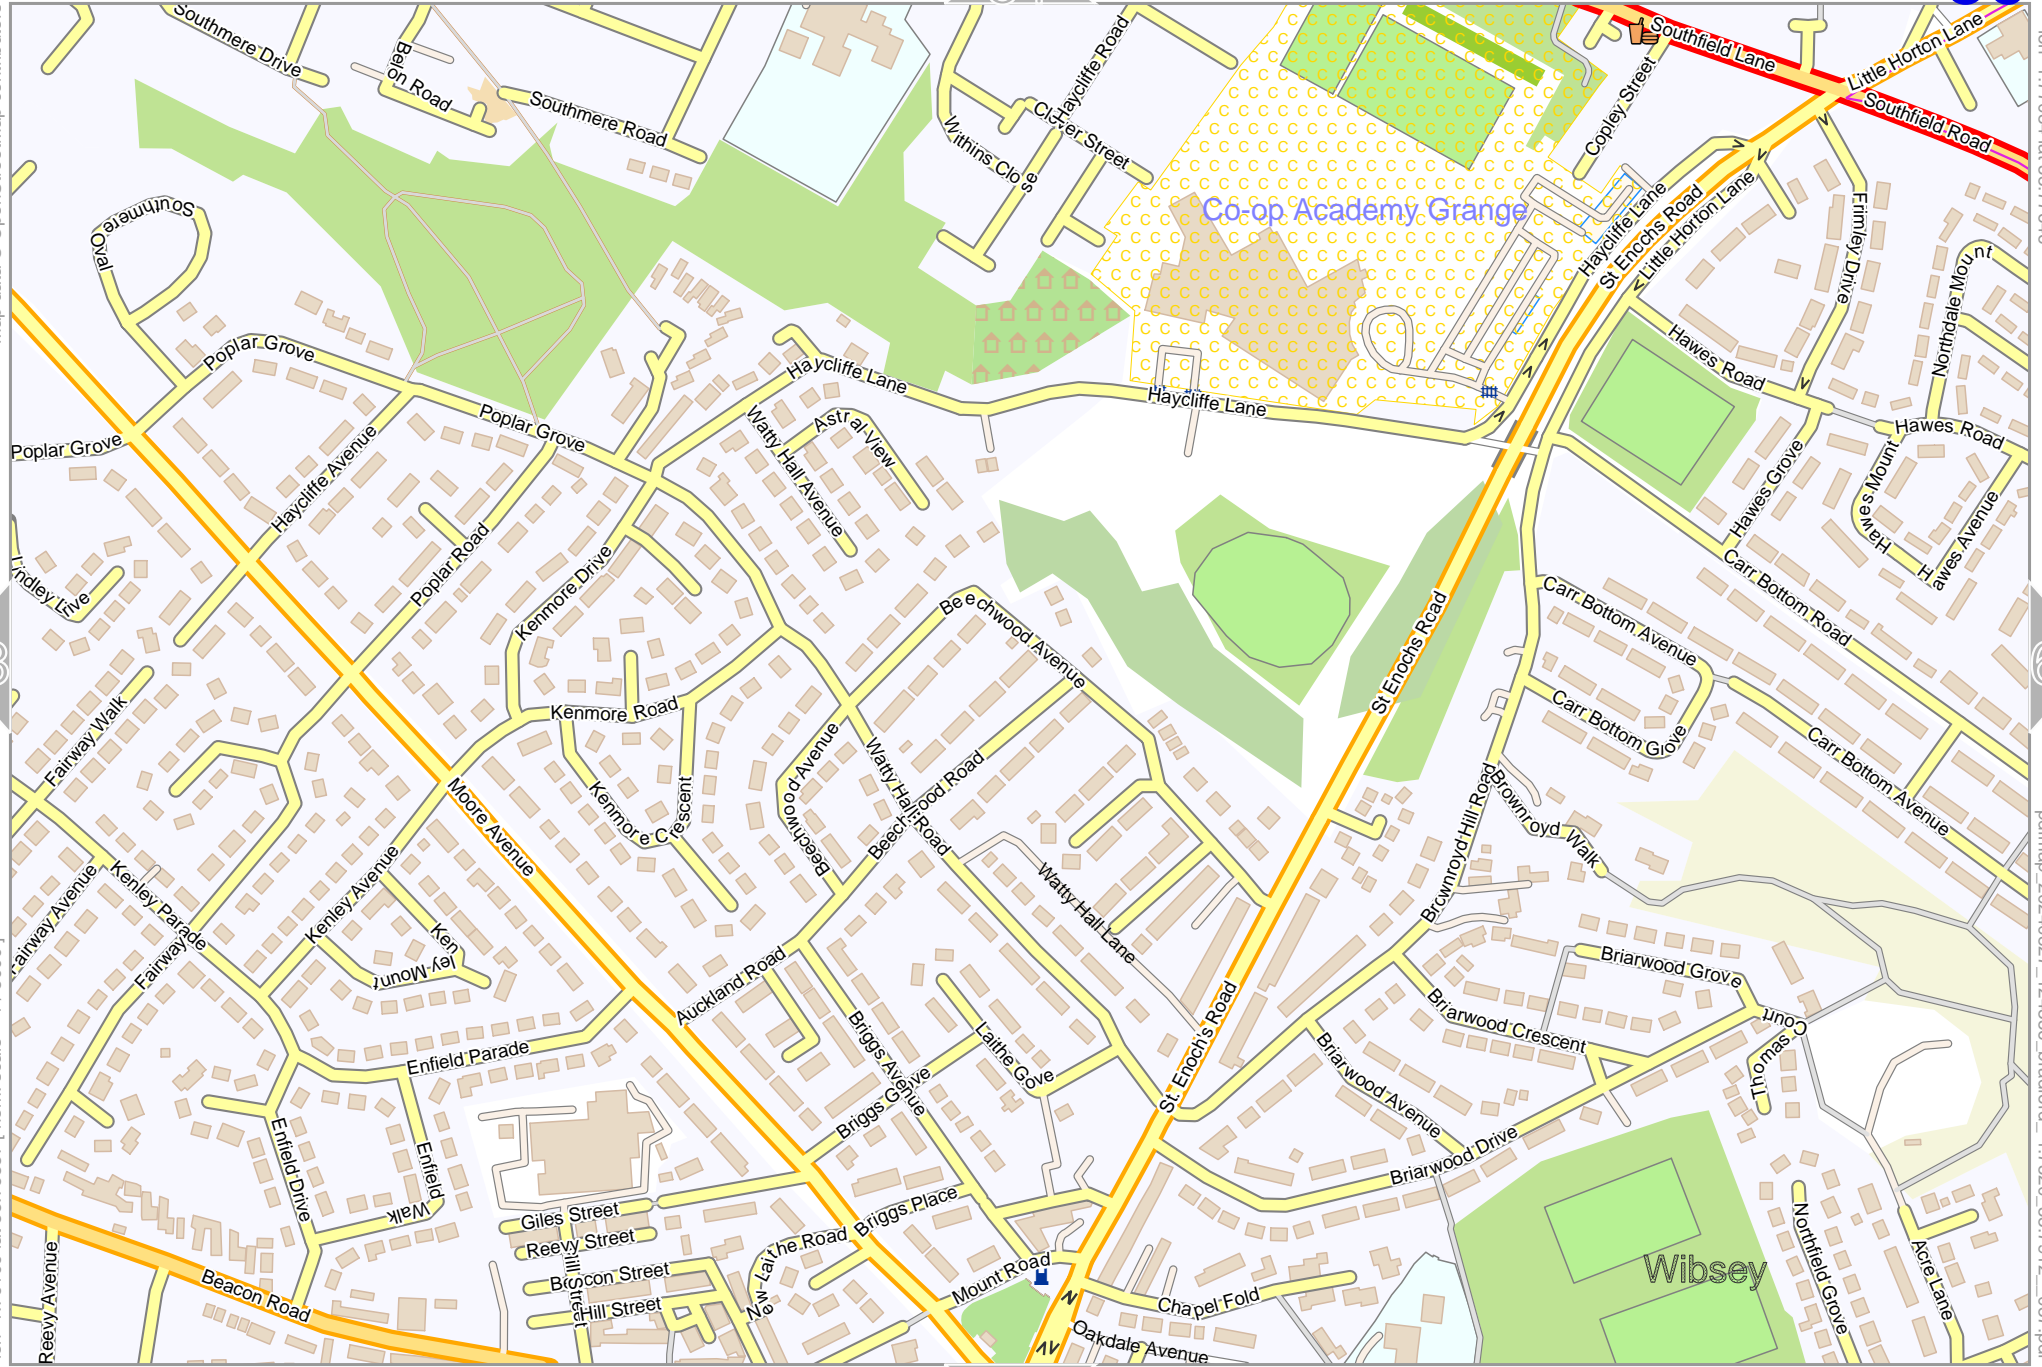 Southmere Drive
Belton Road
Southmere Road
Haycliffe Road
Clover Street
Withins Close
Southfield Lane
Little Horton Lane
Southfield Road
Copley Street
Co-op Academy Grange
Haycliffe Lane
St Enochs Road
Little Horton Lane
Frimley Drive
Northdale Mount
Southmere Oval
Poplar Grove
Hawes Road
Haycliffe Lane
Haycliffe Lane
Poplar Grove
Poplar Grove
Astral View
Watty Hall Avenue
Haycliffe Avenue
Hawes Road
Hawes Grove
Hawes Mount
Hawes Avenue
Poplar Road
Kenmore Drive
Beechwood Avenue
Carr Bottom Road
Carr Bottom Avenue
St Enochs Road
Kenmore Road
Carr Bottom Grove
Fairway Walk
Beechwood Avenue
Watty Hall Road
Beechwood Road
Carr Bottom Avenue
Moore Avenue
Kenmore Crescent
Brownroyd Hill Road
Brownroyd Walk
Kenley Parade
Kenley Avenue
Fairway Avenue
Fairway
Kenley Mount
Watty Hall Lane
Auckland Road
Briarwood Grove
Briarwood Crescent
Thomas Court
Briggs Avenue
Laithe Gove
St. Enoch's Road
Enfield Parade
Briggs Grove
Briarwood Avenue
Enfield Drive
Enfield Walk
Briarwood Drive
Giles Street
Reevy Street
Beacon Street
Hill Street
Hill Street
New Laithe Road
Briggs Place
Mount Road
Chapel Fold
Oakdale Avenue
Wibsey
Northfield Grove
Acre Lane
Beacon Road
Reevy Avenue